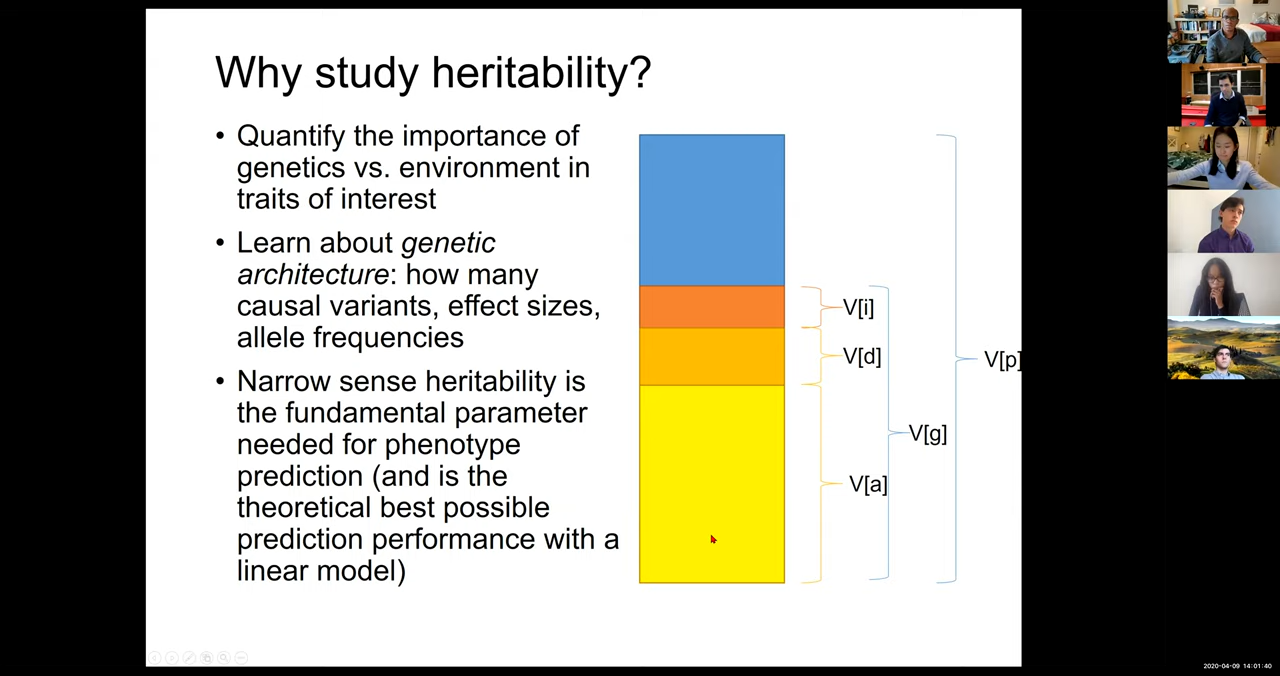 Why study heritability?
• Quantify the importance of
genetics vs. environment in
traits of interest
• Learn about genetic
architecture: how many
causal variants, effect sizes,
allele frequencies
• Narrow sense heritability is
the fundamental parameter
needed for phenotype
prediction (and is the
theoretical best possible
prediction performance with a
linear model)
V[i]
V[d]
V[p]
V[g]
V[a]
2020-04-09 14:01:40